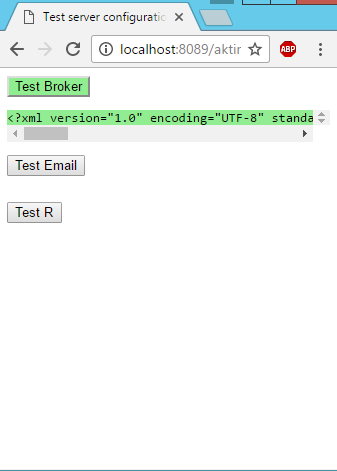 Test server configuratio
localhost:8089/aktin
ABP
Test Broker
<?xml version="1.0" encoding="UTF-8" standa
Test Email
Test R